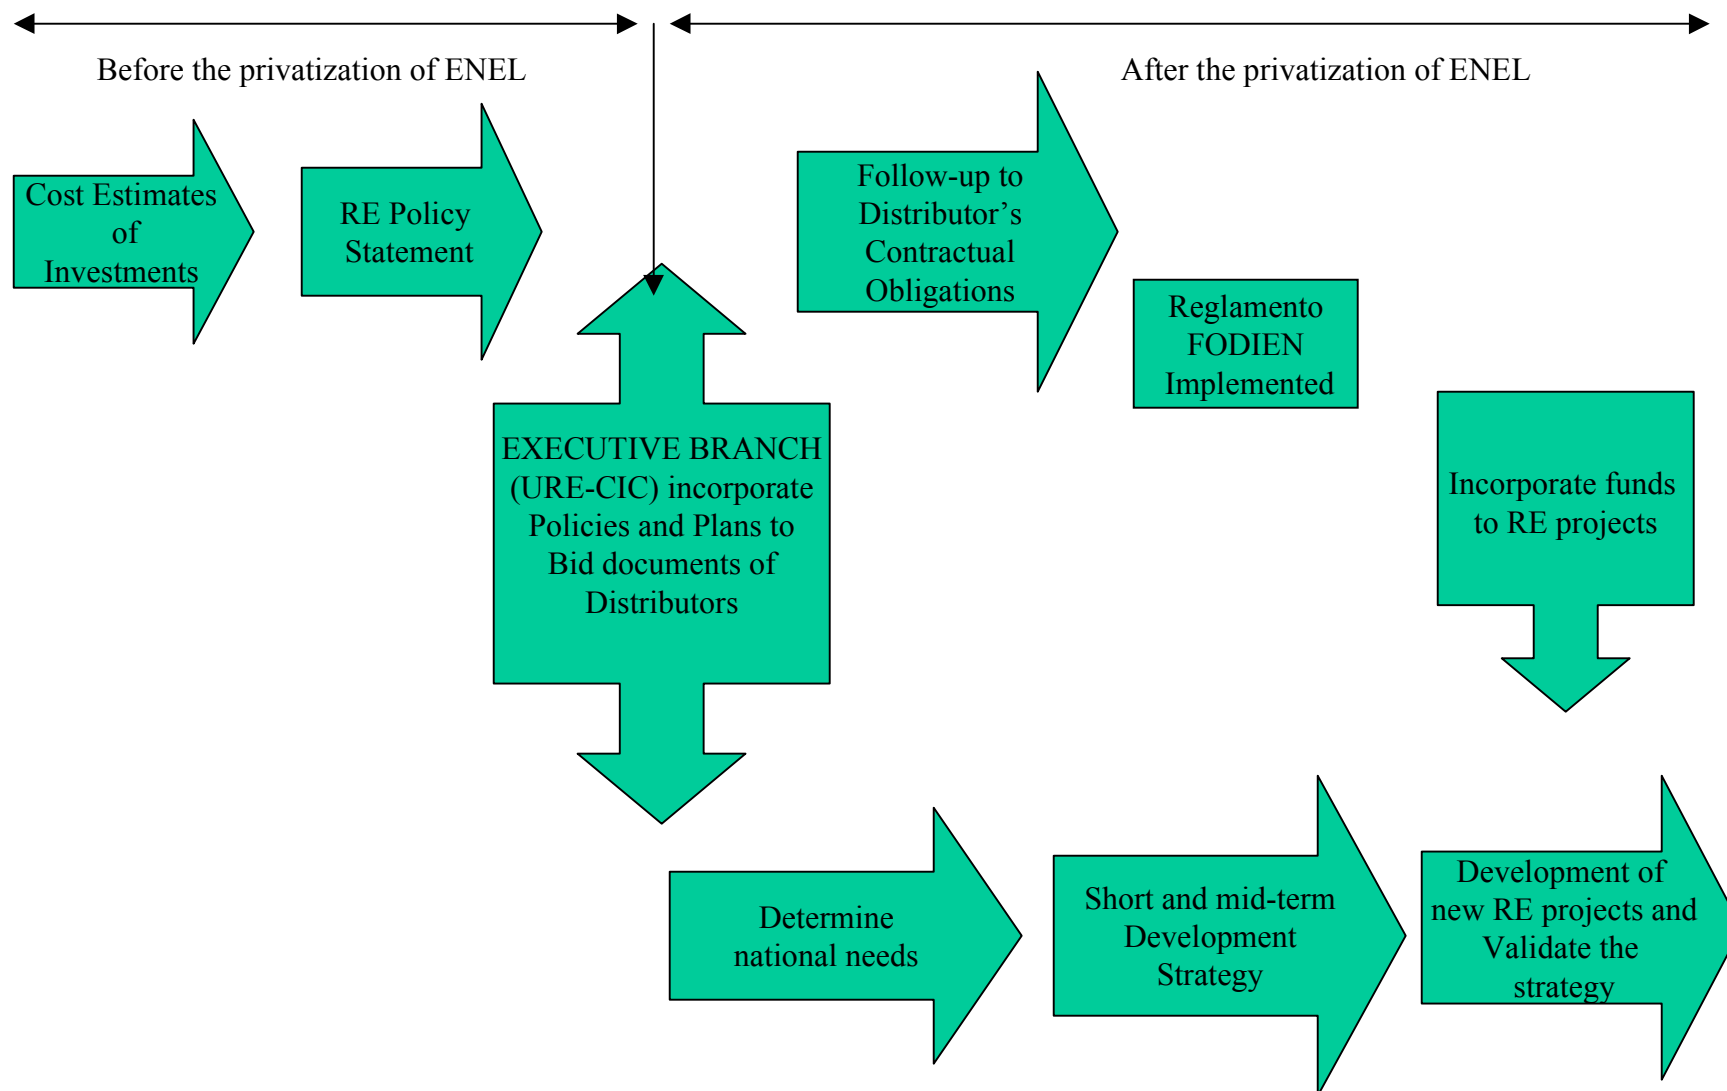 Before the privatization of ENEL
After the privatization of ENEL
Cost Estimates
of
Investments
RE Policy
Statement
Follow-up to
Distributor’s
Contractual
Obligations
Reglamento
FODIEN
Implemented
EXECUTIVE BRANCH
(URE-CIC) incorporate
Policies and Plans to
Bid documents of
Distributors
Incorporate funds
to RE projects
Determine
national needs
Short and mid-term
Development
Strategy
Development of
new RE projects and
Validate the
strategy